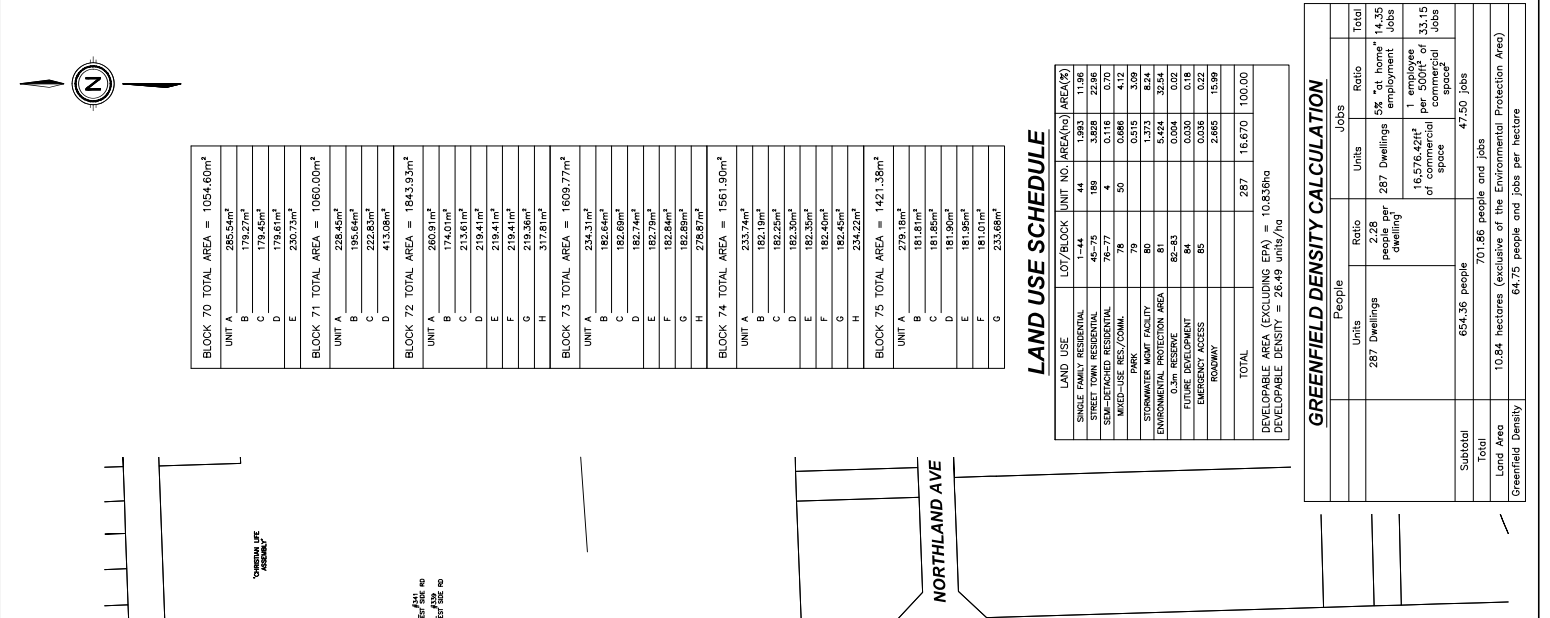 N
BLOCK 70 TOTAL AREA = 1054.60m²
UNIT A 285.54m²
B 179.27m²
C 179.45m²
D 179.61m²
E 230.73m²
BLOCK 71 TOTAL AREA = 1060.00m²
UNIT A 228.45m²
B 195.64m²
C 222.83m²
D 413.08m²
BLOCK 72 TOTAL AREA = 1843.93m²
UNIT A 260.91m²
B 174.01m²
C 213.61m²
D 219.41m²
E 219.41m²
F 219.41m²
G 219.36m²
H 317.81m²
BLOCK 73 TOTAL AREA = 1609.77m²
UNIT A 234.31m²
B 182.64m²
C 182.69m²
D 182.74m²
E 182.79m²
F 182.84m²
G 182.89m²
H 278.87m²
BLOCK 74 TOTAL AREA = 1561.90m²
UNIT A 233.74m²
B 182.19m²
C 182.25m²
D 182.30m²
E 182.35m²
F 182.40m²
G 182.45m²
H 234.22m²
BLOCK 75 TOTAL AREA = 1421.38m²
UNIT A 279.18m²
B 181.81m²
C 181.85m²
D 181.90m²
E 181.95m²
F 181.01m²
G 233.68m²
LAND USE SCHEDULE
LAND USE LOT/BLOCK UNIT NO. AREA(ha) AREA(%)
SINGLE FAMILY RESIDENTIAL 1-44 44 1.993 11.96
STREET TOWN RESIDENTIAL 45-75 189 3.828 22.96
SEMI-DETACHED RESIDENTIAL 76-77 4 0.116 0.70
MIXED-USE RES./COMM. 78 50 0.686 4.12
PARK 79 0.515 3.09
STORMWATER MGMT FACILITY 80 1.373 8.24
ENVIRONMENTAL PROTECTION AREA 81 5.424 32.54
0.3m RESERVE 82-83 0.004 0.02
FUTURE DEVELOPMENT 84 0.030 0.18
EMERGENCY ACCESS 85 0.036 0.22
ROADWAY 2.665 15.99
TOTAL 287 16.670 100.00
DEVELOPABLE AREA (EXCLUDING EPA) = 10.836ha
DEVELOPABLE DENSITY = 26.49 units/ha
GREENFIELD DENSITY CALCULATION
People Jobs
Units Ratio Units Ratio Total
287 Dwellings 2.28 people per dwelling¹ 287 Dwellings 5% "at home" employment 14.35 Jobs
16,576.42ft² of commercial space 1 employee per 500ft² of commercial space² 33.15 Jobs
Subtotal 654.36 people 47.50 jobs
Total 701.86 people and jobs
Land Area 10.84 hectares (exclusive of the Environmental Protection Area)
Greenfield Density 64.75 people and jobs per hectare
"CHRISTIAN LIFE
ASSEMBLY"
#341
EST SIDE RD
#339
EST SIDE RD
NORTHLAND AVE